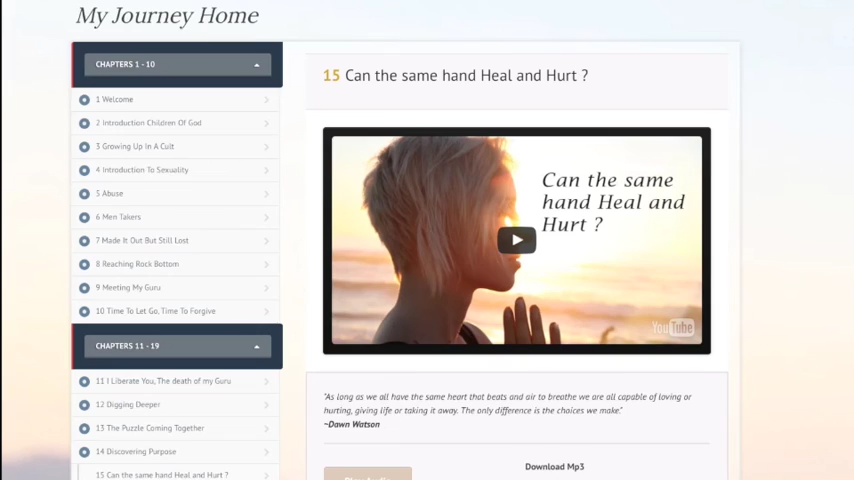 My Journey Home
CHAPTERS 1 - 10
1 Welcome
2 Introduction Children Of God
3 Growing Up In A Cult
4 Introduction To Sexuality
5 Abuse
6 Men Takers
7 Made It Out But Still Lost
8 Reaching Rock Bottom
9 Meeting My Guru
10 Time To Let Go, Time To Forgive
CHAPTERS 11 - 19
11 I Liberate You, The death of my Guru
12 Digging Deeper
13 The Puzzle Coming Together
14 Discovering Purpose
15 Can the same hand Heal and Hurt ?
15 Can the same hand Heal and Hurt ?
Can the same
hand Heal and
Hurt ?
YouTube
"As long as we all have the same heart that beats and air to breathe we are all capable of loving or
hurting, giving life or taking it away. The only difference is the choices we make."
~Dawn Watson
Download Mp3